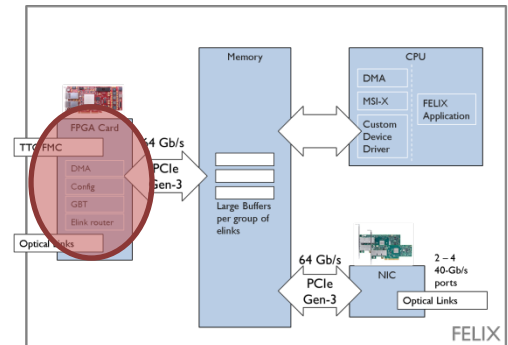 Memory
CPU
DMA
MSI-X
Custom
Device
Driver
FELIX
Application
FPGA Card
TTC FMC
64 Gb/s
PCIe
Gen-3
DMA
Config
GBT
Elink router
Optical Links
Large Buffers
per group of
elinks
64 Gb/s
PCIe
Gen-3
NIC
2 – 4
40-Gb/s
ports
Optical Links
FELIX